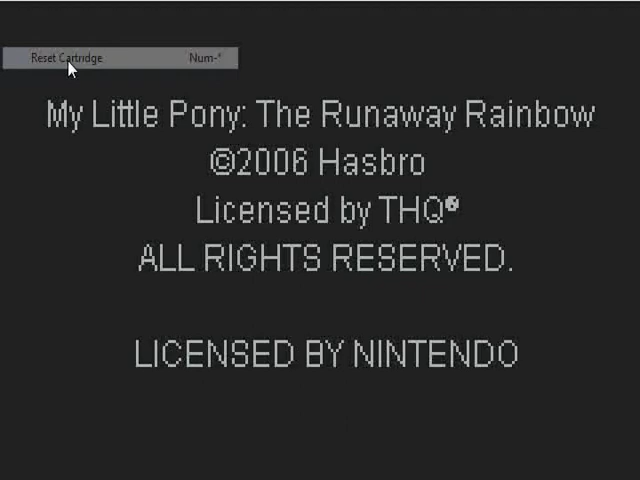 Reset Cartridge Num-*
My Little Pony: The Runaway Rainbow
©2006 Hasbro
Licensed by THQ®
ALL RIGHTS RESERVED.
LICENSED BY NINTENDO